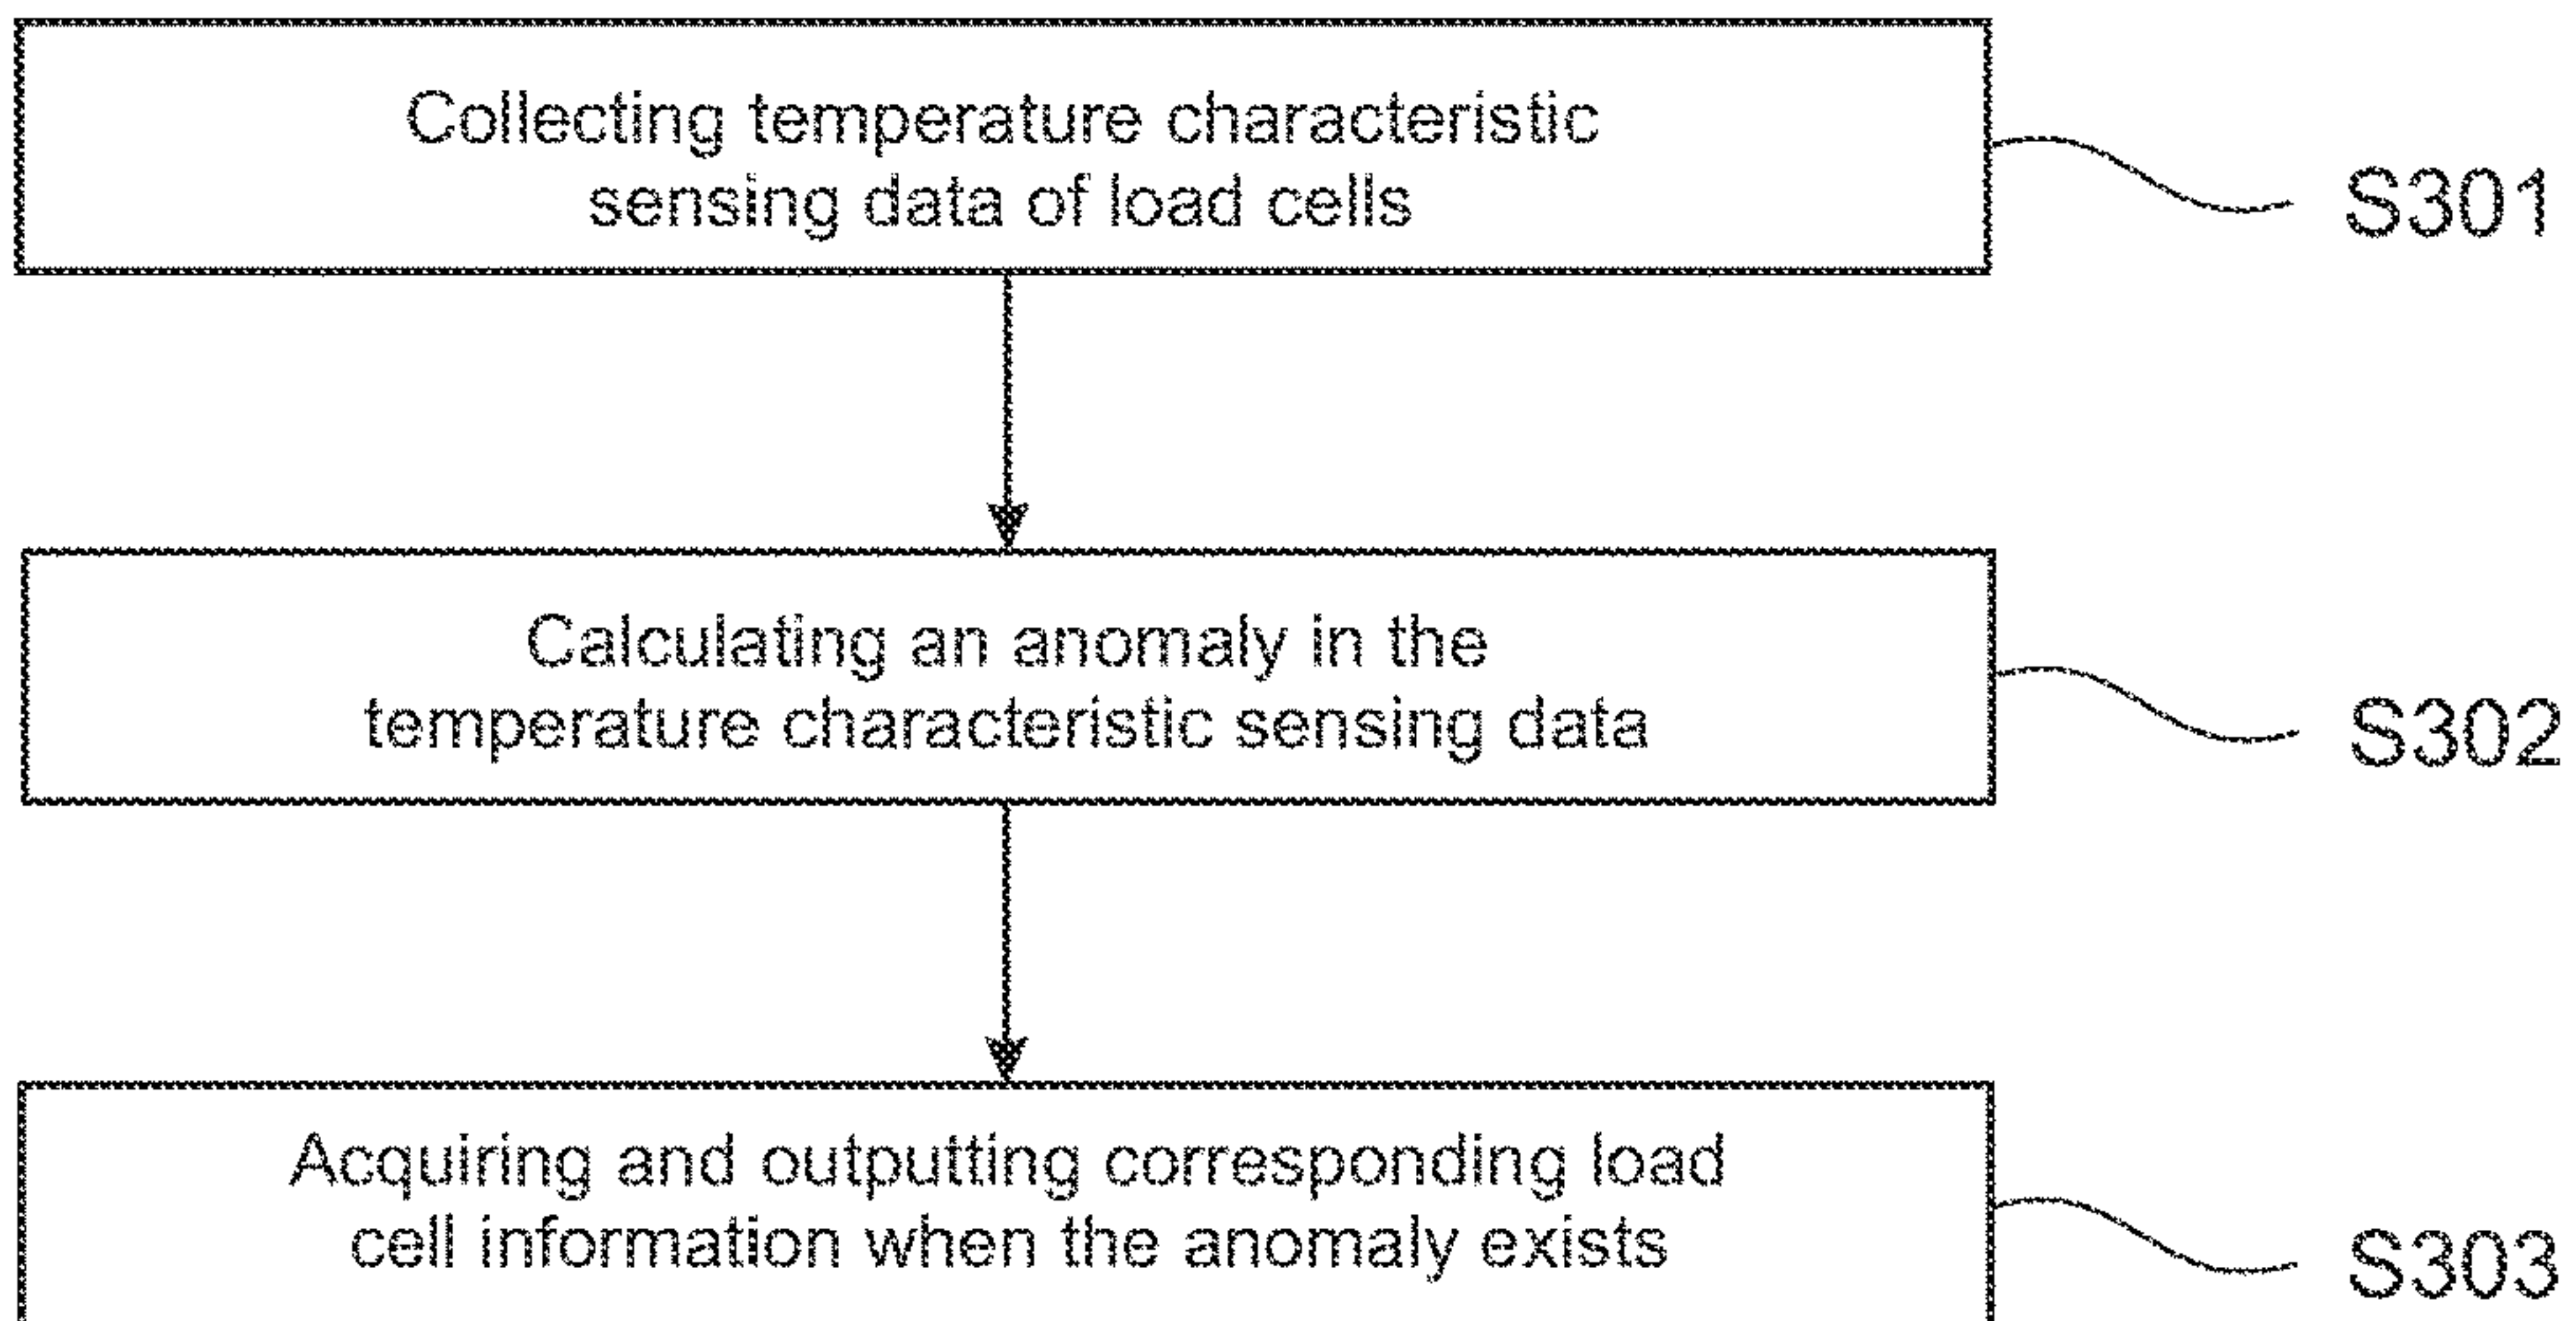 Collecting temperature characteristic
sensing data of load cells
S301
Calculating an anomaly in the
temperature characteristic sensing data
S302
Acquiring and outputting corresponding load
cell information when the anomaly exists
S303